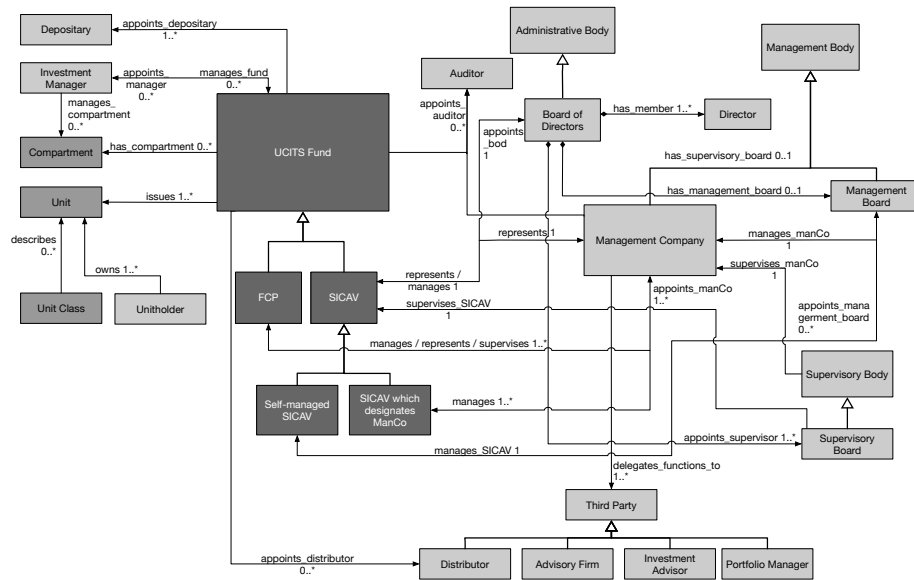 Depositary
appoints_depositary
1..*
Administrative Body
Management Body
Investment
Manager
appoints_
manager
0..*
manages_fund
0..*
Auditor
manages_
compartment
0..*
appoints_
auditor
0..*
Board of
Directors
has_member 1..*
Director
appoints_
bod
1
Compartment
has_compartment 0..*
UCITS Fund
has_supervisory_board 0..1
Unit
issues 1..*
has_management_board 0..1
Management
Board
describes
0..*
represents 1
Management Company
manages_manCo
1
owns 1..*
supervises_manCo
1
Unit Class
Unitholder
FCP
SICAV
represents /
manages 1
supervises_SICAV
1
appoints_manCo
1..*
appoints_mana
germent_board
0..*
manages / represents / supervises 1..*
Supervisory Body
Self-managed
SICAV
SICAV which
designates
ManCo
manages 1..*
appoints_supervisor 1..*
Supervisory
Board
manages_SICAV 1
delegates_functions_to
1..*
Third Party
appoints_distributor
0..*
Distributor
Advisory Firm
Investment
Advisor
Portfolio Manager